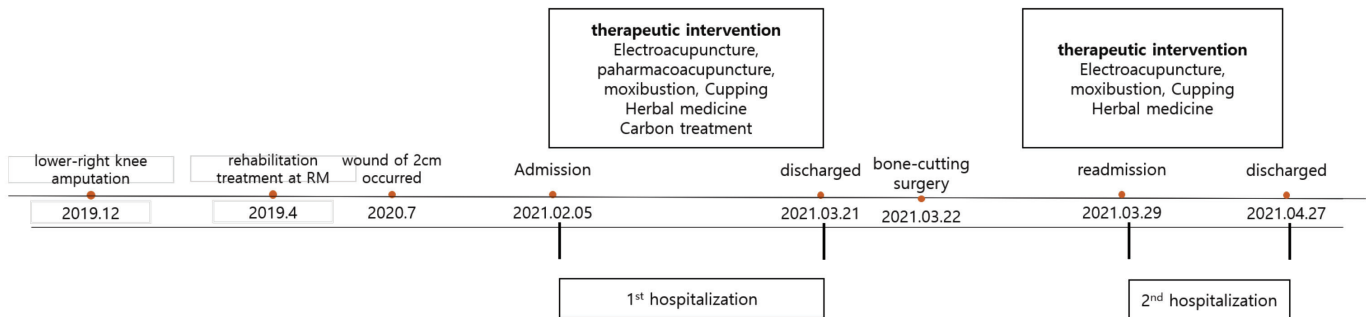 therapeutic intervention
Electroacupuncture,
paharmacoacupuncture,
moxibustion, Cupping
Herbal medicine
Carbon treatment
therapeutic intervention
Electroacupuncture,
moxibustion, Cupping
Herbal medicine
lower-right knee
amputation
rehabilitation
treatment at RM
wound of 2cm
occurred
Admission
discharged
bone-cutting
surgery
readmission
discharged
2019.12
2019.4
2020.7
2021.02.05
2021.03.21
2021.03.22
2021.03.29
2021.04.27
1st hospitalization
2nd hospitalization